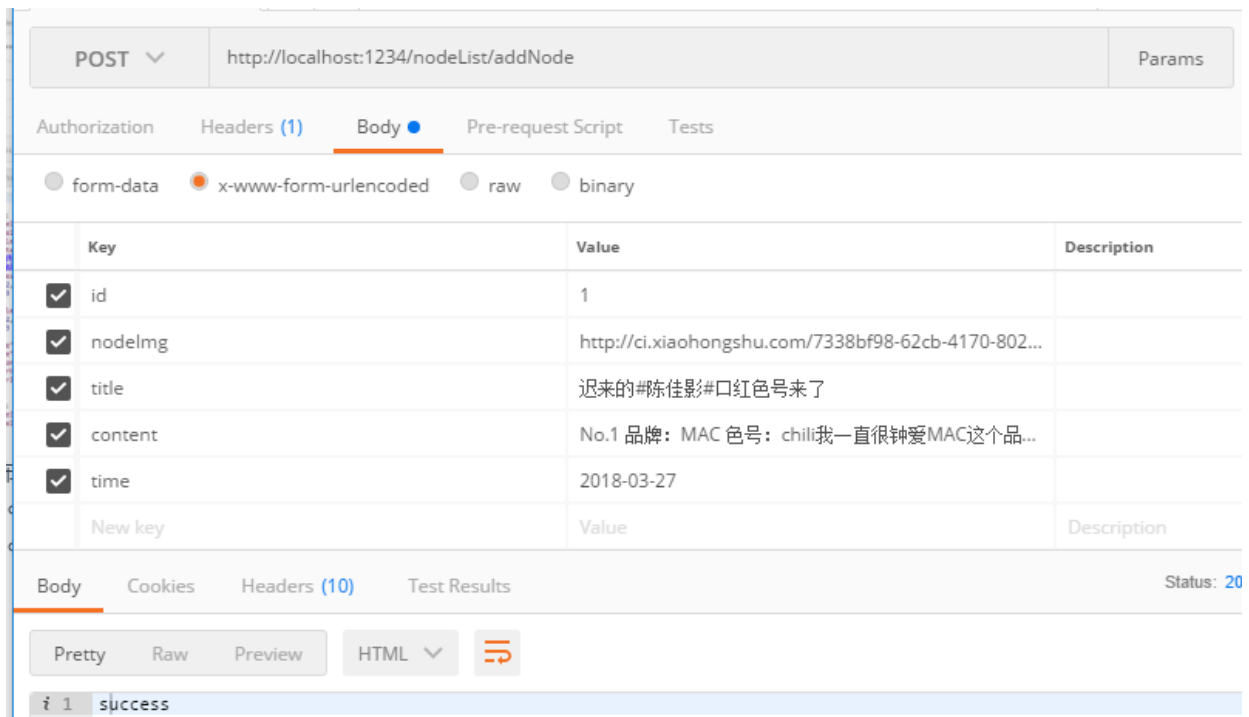 POST http://localhost:1234/nodeList/addNode Params
Authorization Headers (1) Body Pre-request Script Tests
form-data x-www-form-urlencoded raw binary
Key Value Description
id 1
nodeImg http://ci.xiaohongshu.com/7338bf98-62cb-4170-802...
title 迟来的#陈佳影#口红色号来了
content No.1 品牌：MAC 色号：chili我一直很钟爱MAC这个品...
time 2018-03-27
New key Value Description
Body Cookies Headers (10) Test Results Status: 20
Pretty Raw Preview HTML
i 1 success